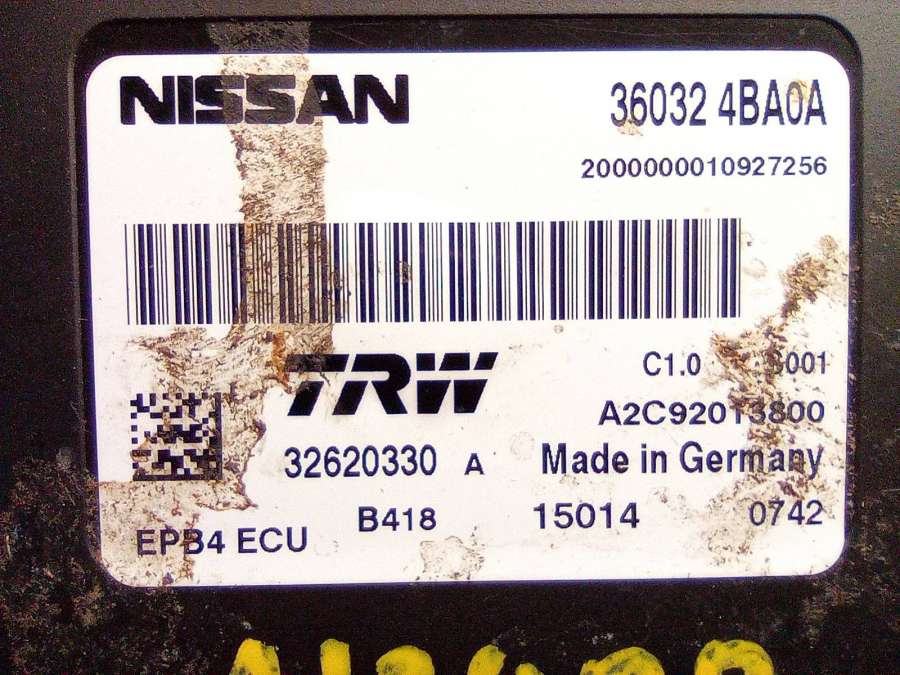 NISSAN
36032 4BA0A
2000000010927256
TRW
C1.0
A2C92013800
32620330 A
Made in Germany
EPB4 ECU
B418
15014
0742